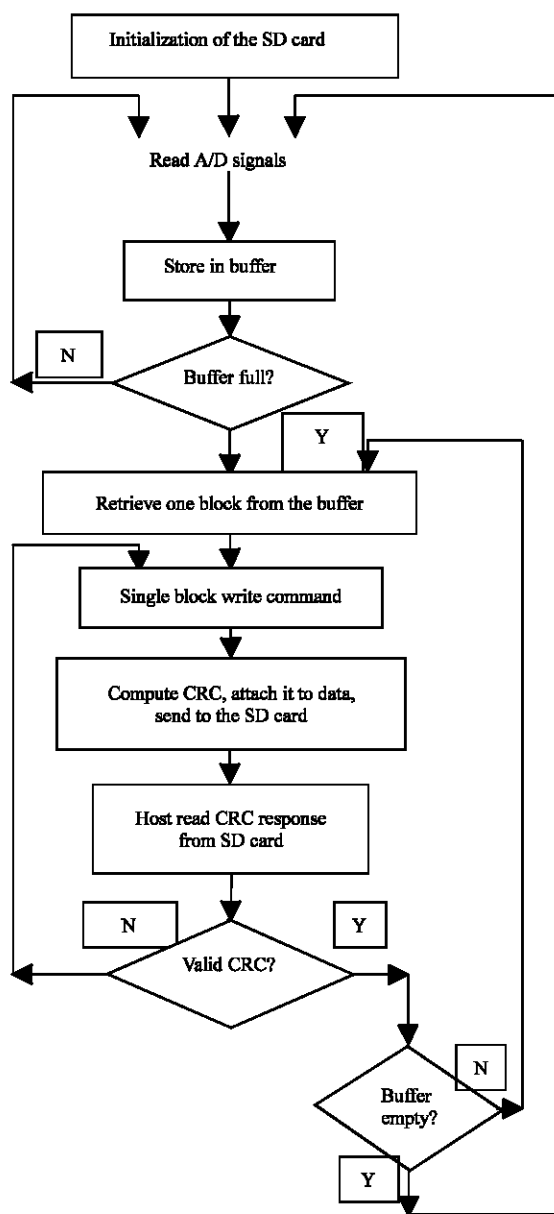 Initialization of the SD card
Read A/D signals
Store in buffer
N
Buffer full?
Y
Retrieve one block from the buffer
Single block write command
Compute CRC, attach it to data,
send to the SD card
Host read CRC response
from SD card
N
Y
Valid CRC?
N
Buffer
empty?
Y